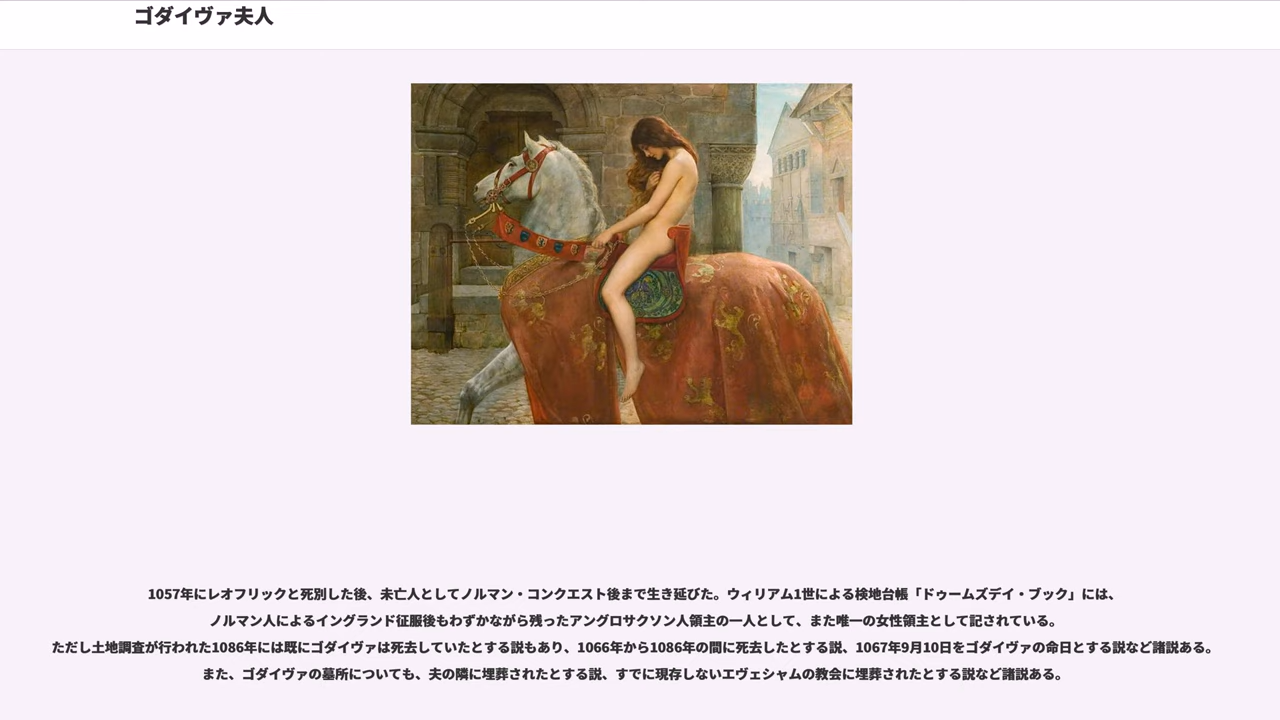 ゴダイヴァ夫人
1057年にレオフリックと死別した後、未亡人としてノルマン・コンクエスト後まで生き延びた。ウィリアム1世による検地台帳「ドゥームズデイ・ブック」には、
ノルマン人によるイングランド征服後もわずかながら残ったアングロサクソン人領主の一人として、また唯一の女性領主として記されている。
ただし土地調査が行われた1086年には既にゴダイヴァは死去していたとする説もあり、1066年から1086年の間に死去したとする説、1067年9月10日をゴダイヴァの命日とする説など諸説ある。
また、ゴダイヴァの墓所についても、夫の隣に埋葬されたとする説、すでに現存しないエヴェシャムの教会に埋葬されたとする説など諸説ある。